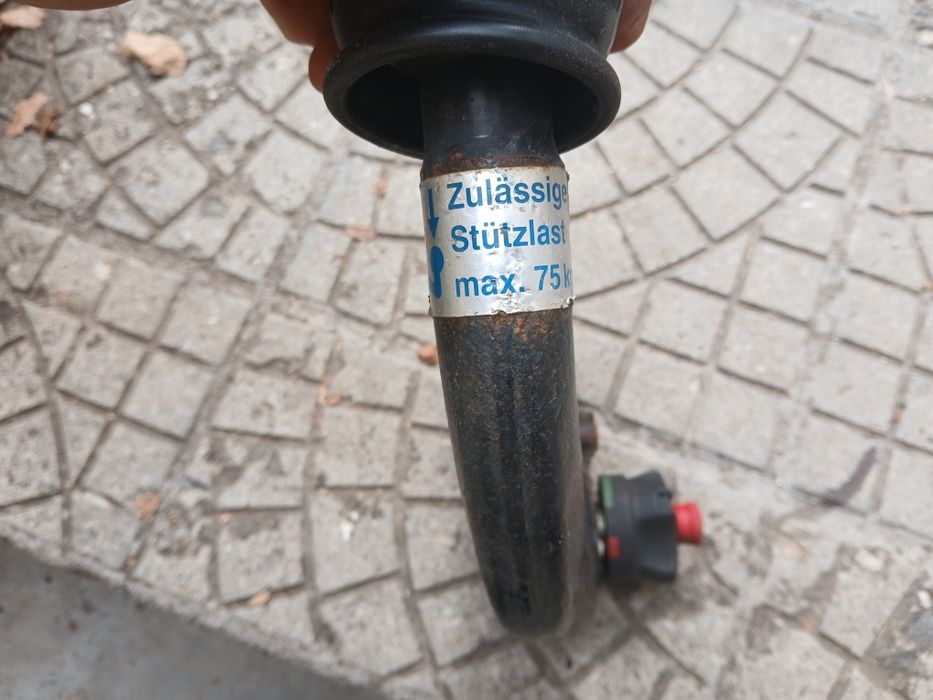 Zulässige
Stützlast
max. 75 k